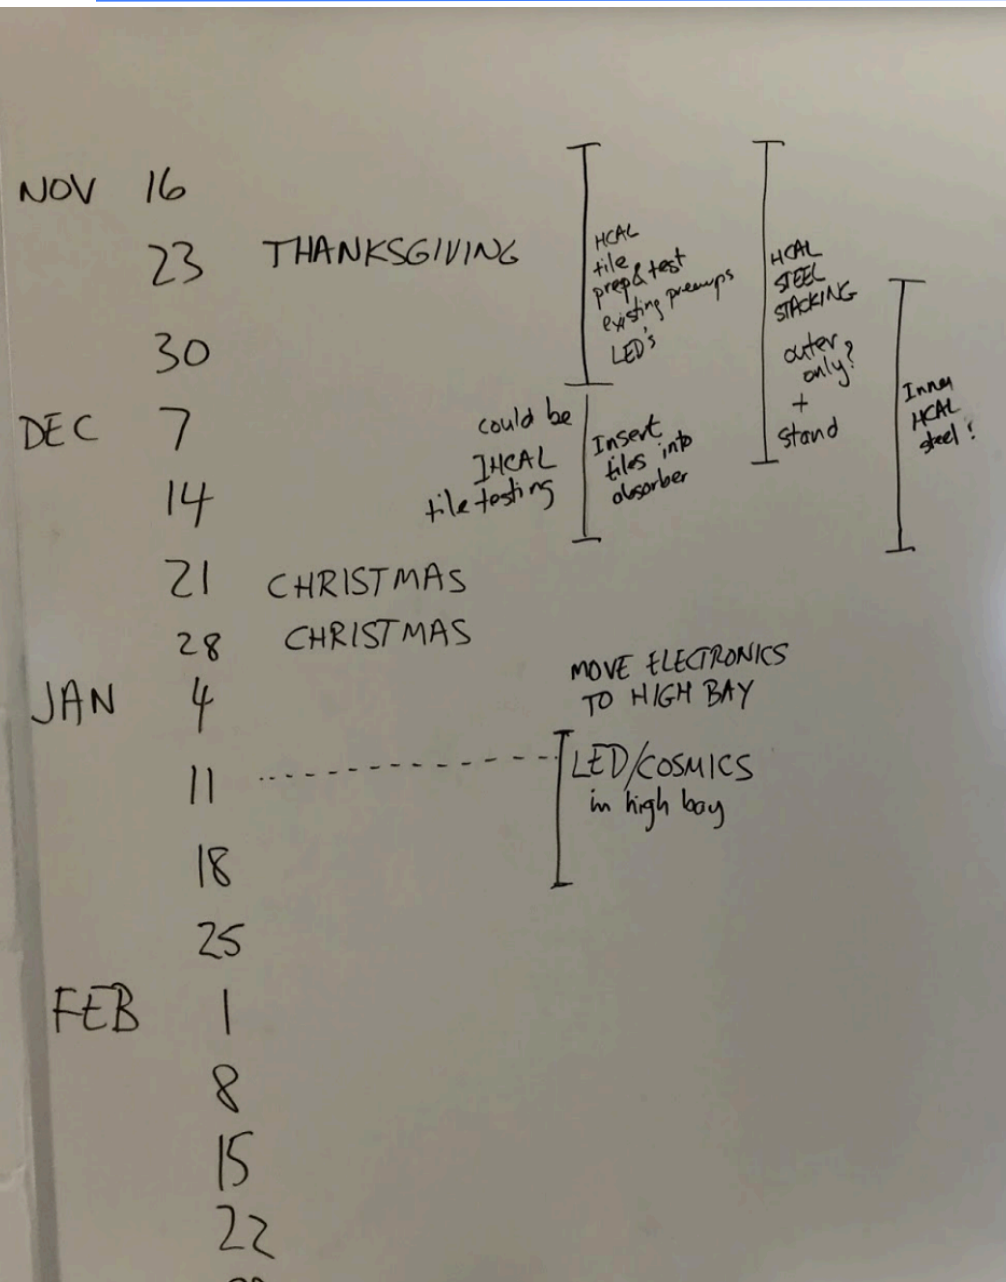 NOV 16
23 THANKSGIVING
30
DEC 7
14
21 CHRISTMAS
28 CHRISTMAS
JAN 4
11
18
25
FEB 1
8
15
22
HCAL
tile
prep & test
existing preamps
LED's
could be
IHCAL
tile testing
Insert
tiles into
absorber
HCAL
STEEL
STACKING
outer
only?
+
stand
Inner
HCAL
steel?
MOVE ELECTRONICS
TO HIGH BAY
LED/COSMICS
in high bay